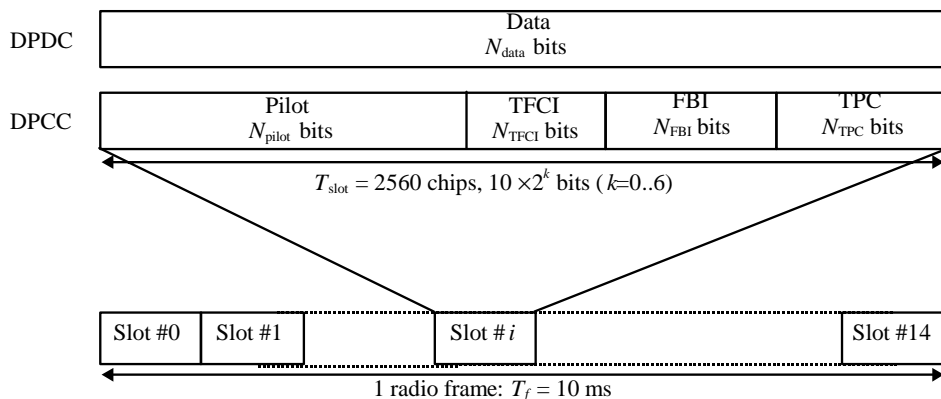 DPDC
Data
N_data bits
DPCC
Pilot
N_pilot bits
TFCI
N_TFCI bits
FBI
N_FBI bits
TPC
N_TPC bits
T_slot = 2560 chips, 10 ×2^k bits (k=0..6)
Slot #0
Slot #1
Slot #i
Slot #14
1 radio frame: T_f = 10 ms